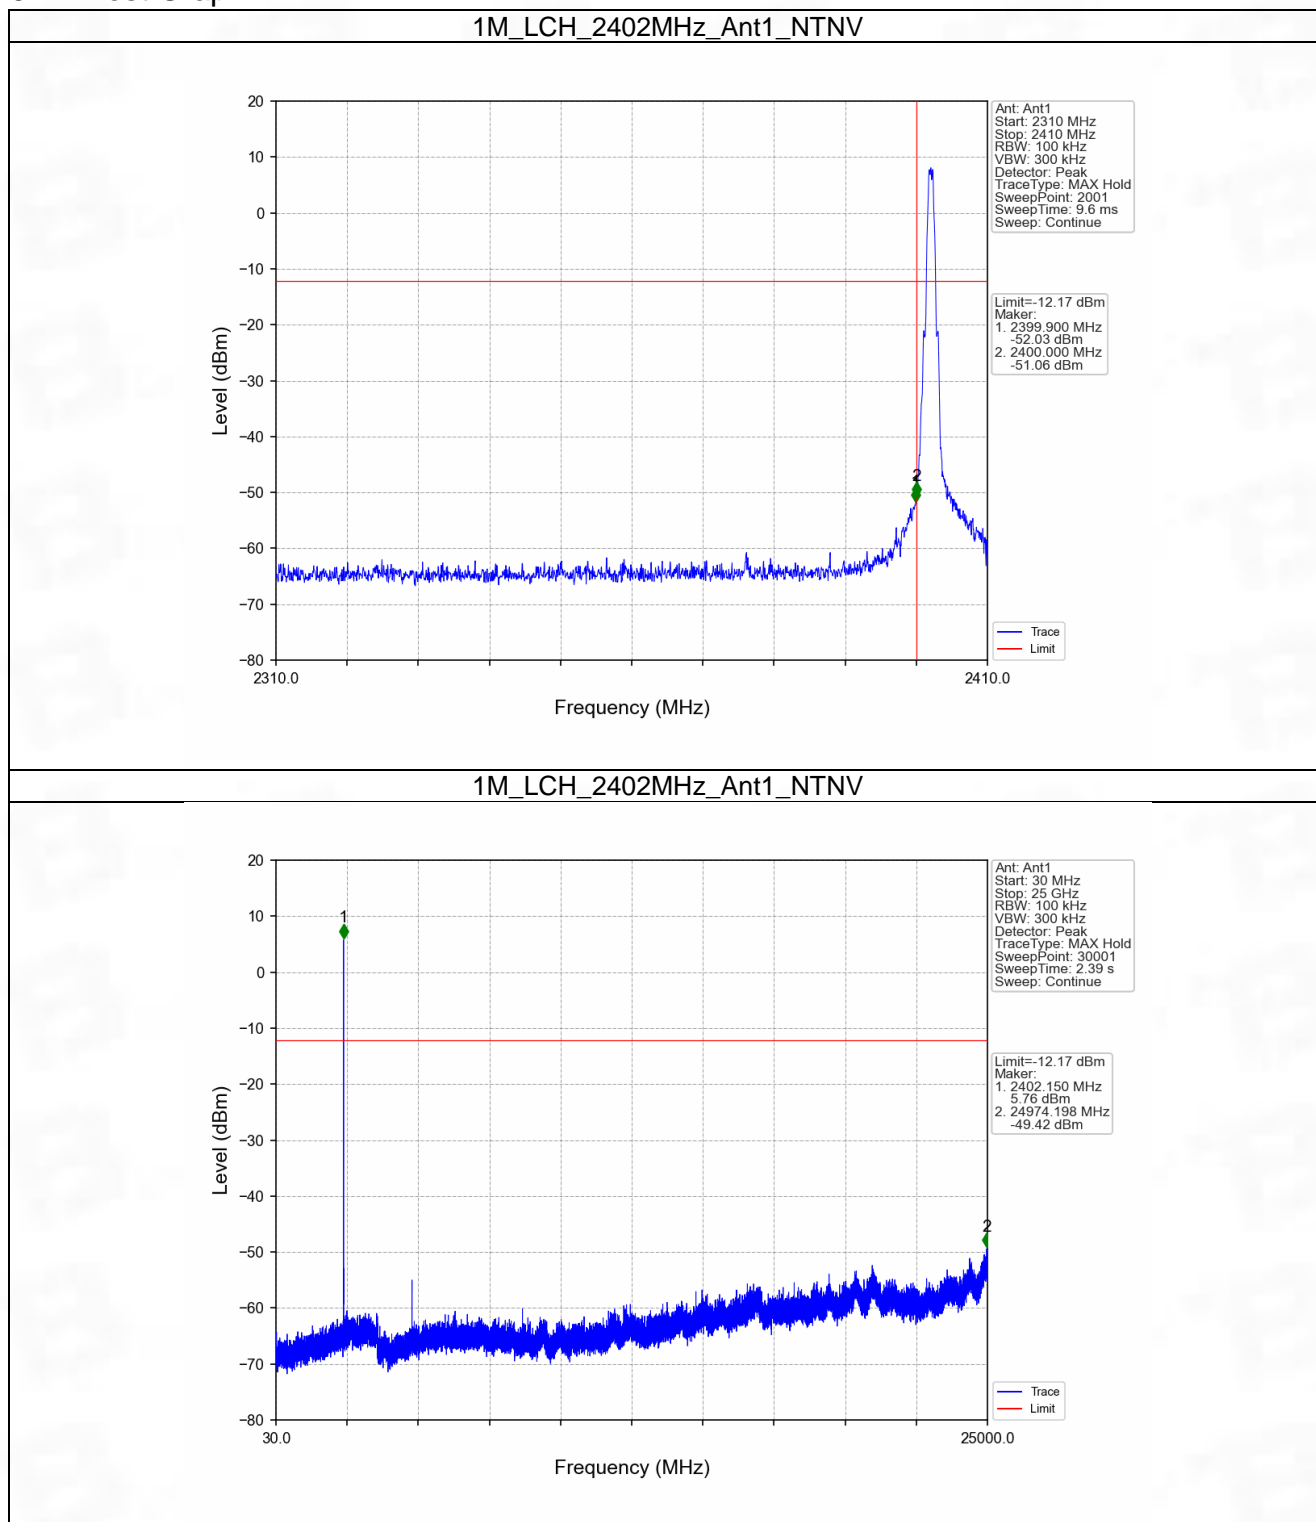 1M_LCH_2402MHz_Ant1_NTNV
20
10
0
−10
−20
−30
−40
−50
−60
−70
−80
Level (dBm)
2310.0
2410.0
Frequency (MHz)
2
Ant: Ant1
Start: 2310 MHz
Stop: 2410 MHz
RBW: 100 kHz
VBW: 300 kHz
Detector: Peak
TraceType: MAX Hold
SweepPoint: 2001
SweepTime: 9.6 ms
Sweep: Continue
Limit=-12.17 dBm
Maker:
1. 2399.900 MHz
-52.03 dBm
2. 2400.000 MHz
-51.06 dBm
Trace
Limit
1M_LCH_2402MHz_Ant1_NTNV
20
10
0
−10
−20
−30
−40
−50
−60
−70
−80
Level (dBm)
30.0
25000.0
Frequency (MHz)
1
2
Ant: Ant1
Start: 30 MHz
Stop: 25 GHz
RBW: 100 kHz
VBW: 300 kHz
Detector: Peak
TraceType: MAX Hold
SweepPoint: 30001
SweepTime: 2.39 s
Sweep: Continue
Limit=-12.17 dBm
Maker:
1. 2402.150 MHz
5.76 dBm
2. 24974.198 MHz
-49.42 dBm
Trace
Limit